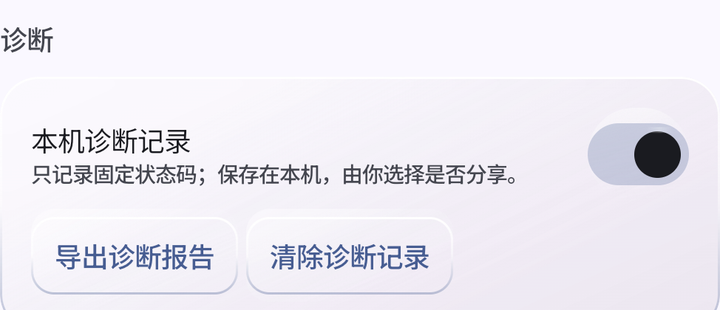 诊断
本机诊断记录
只记录固定状态码；保存在本机，由你选择是否分享。
导出诊断报告
清除诊断记录